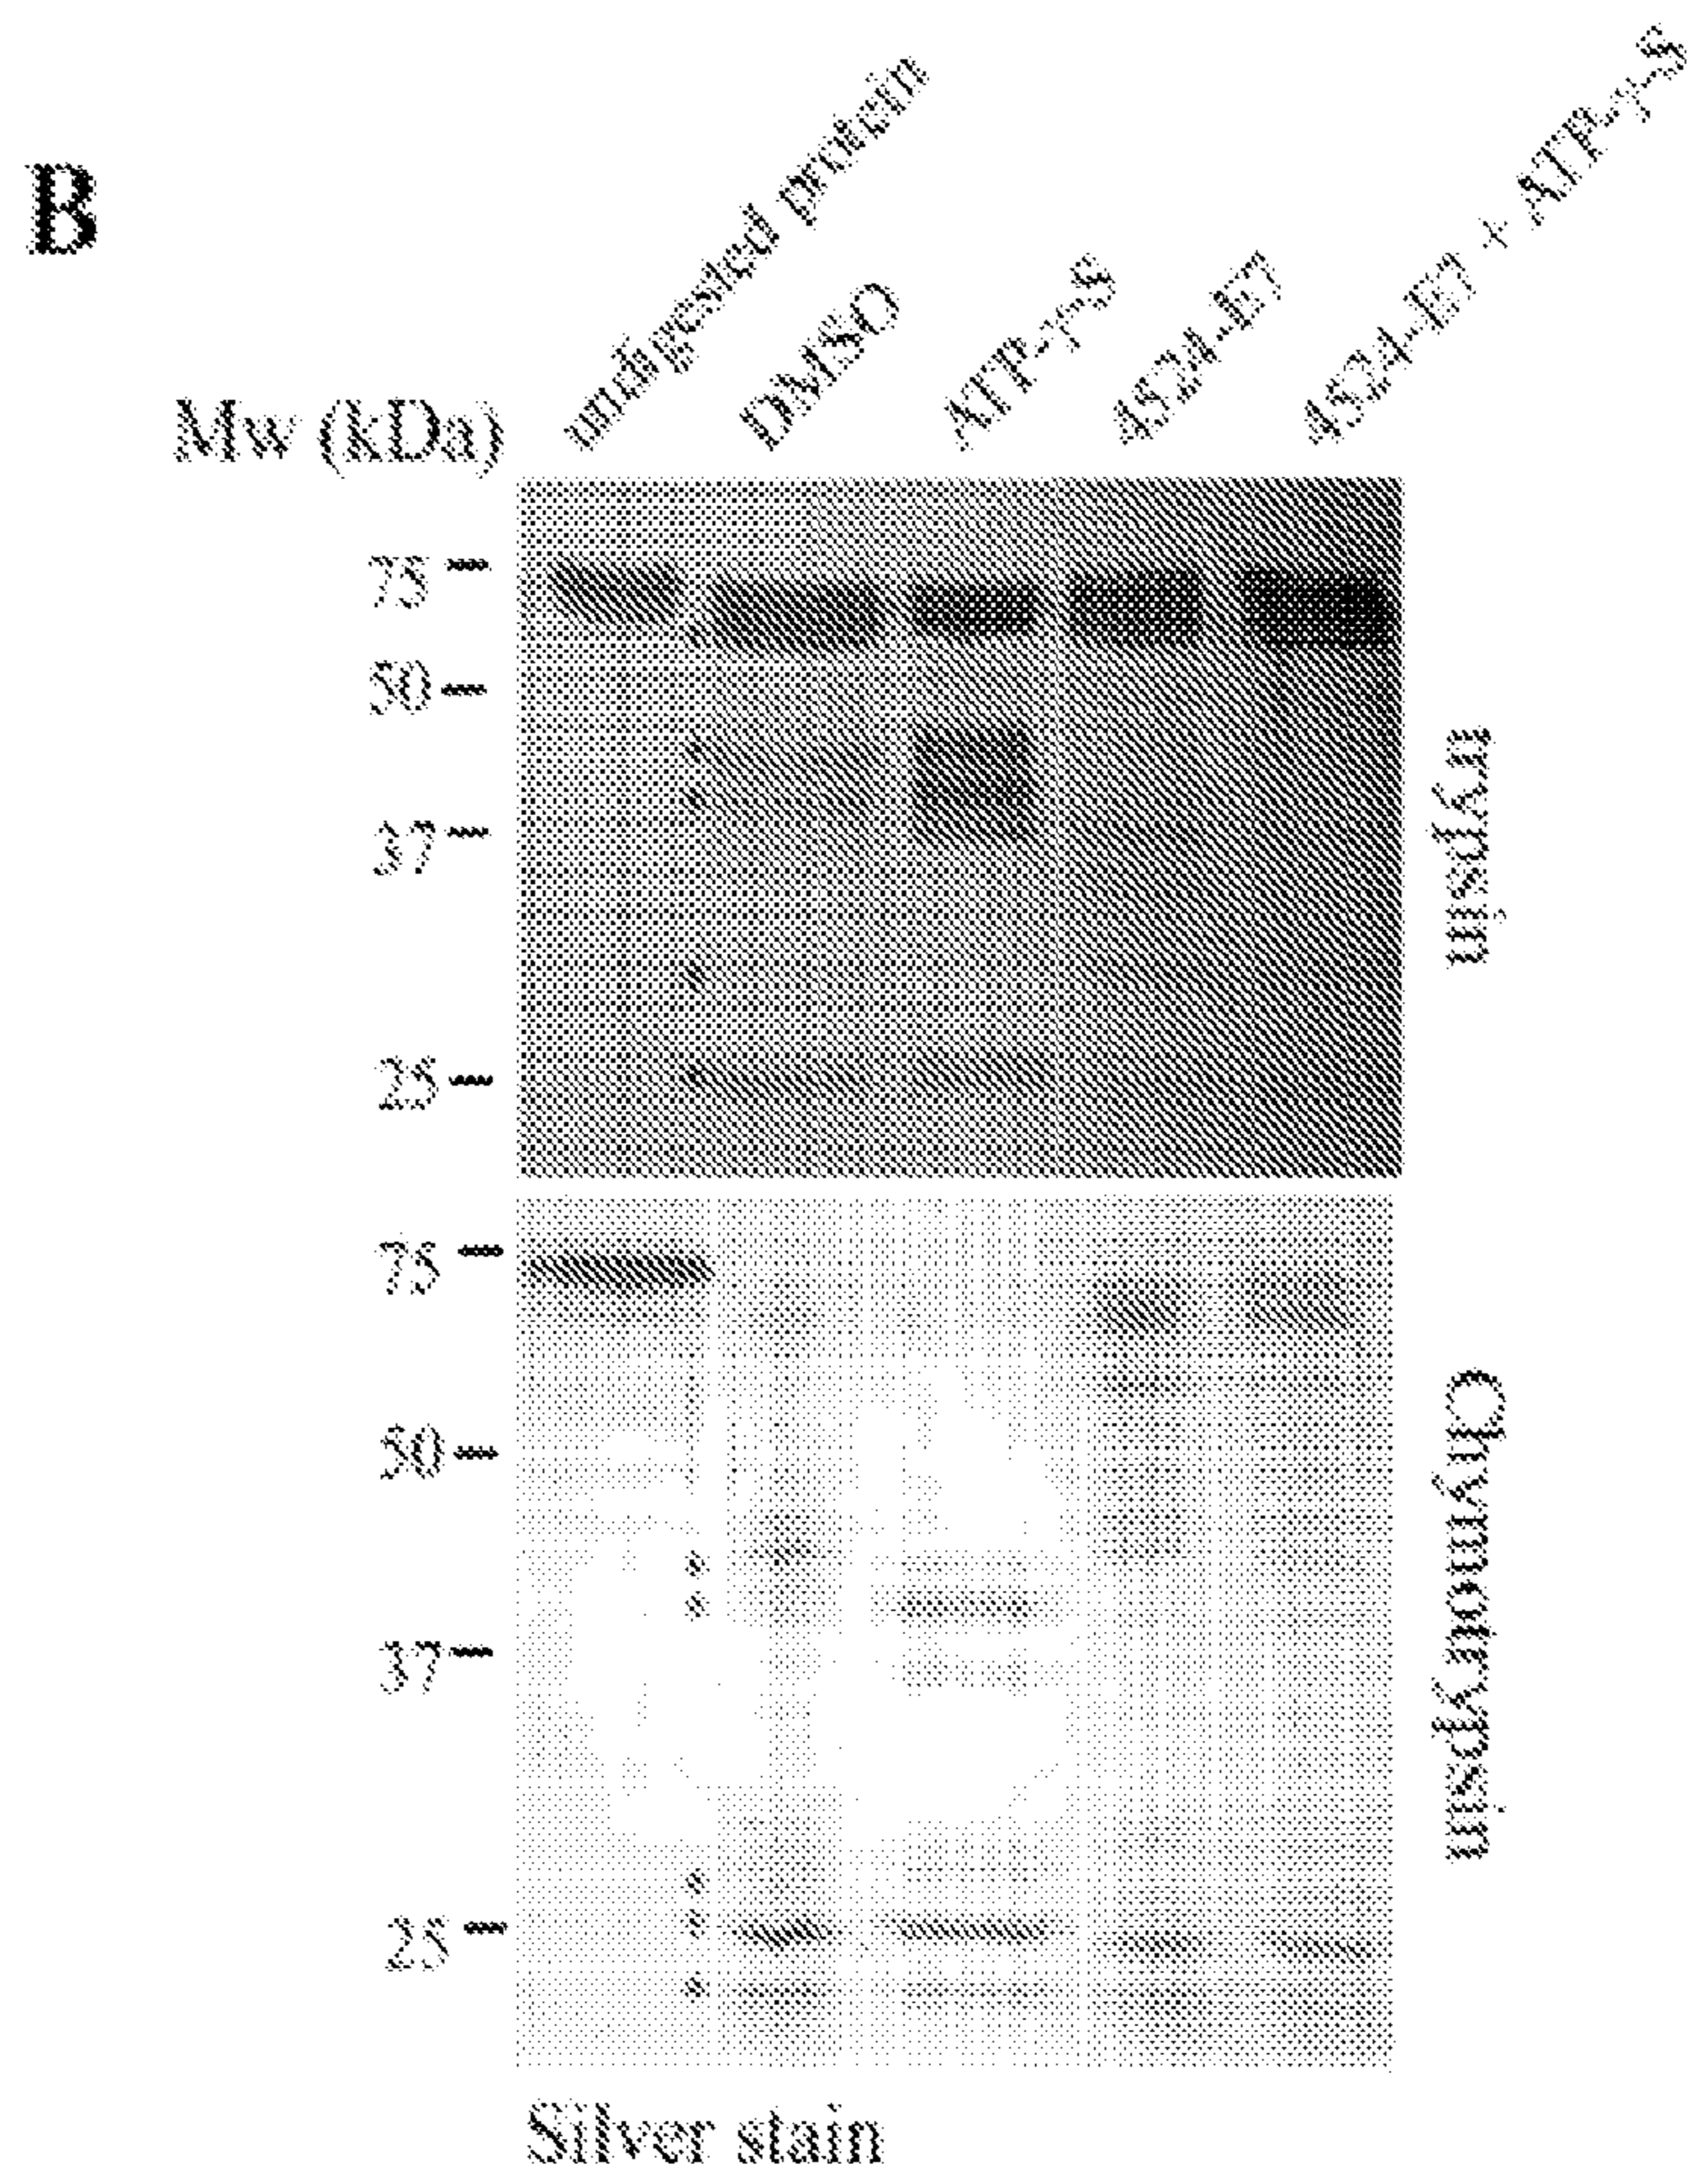 B
undigested protein
DMSO
ATP-γ-S
4524-E7
4524-E7 + ATP-γ-S
Mw (kDa)
75
50
37
25
trypsin
75
50
37
25
Chymotrypsin
Silver stain